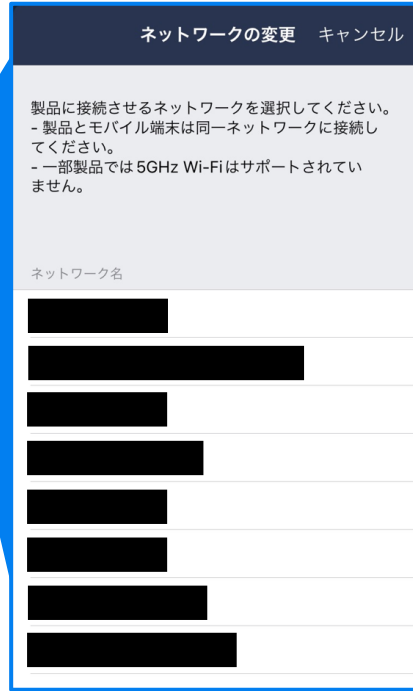 ネットワークの変更 キャンセル
製品に接続させるネットワークを選択してください。
- 製品とモバイル端末は同一ネットワークに接続し
てください。
- 一部製品では5GHz Wi-Fiはサポートされてい
ません。
ネットワーク名